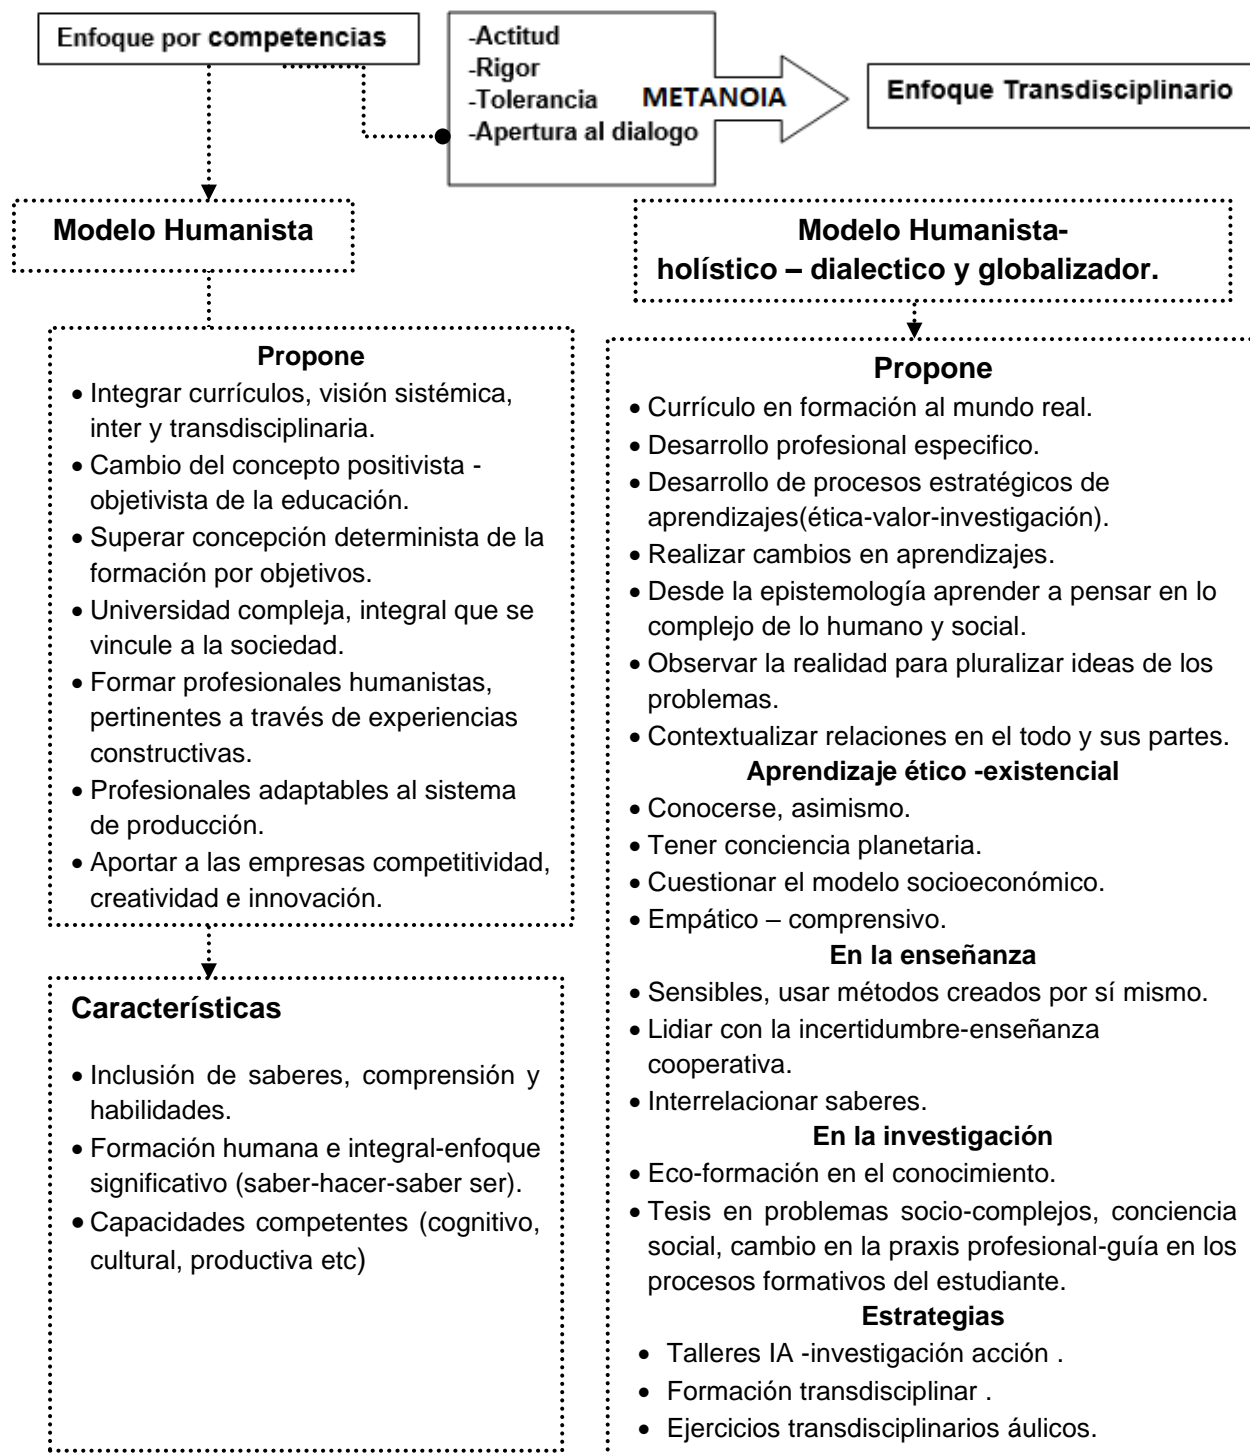 Enfoque por competencias
-Actitud
-Rigor
-Tolerancia
-Apertura al dialogo
METANOIA
Enfoque Transdisciplinario
Modelo Humanista
Propone
• Integrar currículos, visión sistémica,
inter y transdisciplinaria.
• Cambio del concepto positivista -
objetivista de la educación.
• Superar concepción determinista de la
formación por objetivos.
• Universidad compleja, integral que se
vincule a la sociedad.
• Formar profesionales humanistas,
pertinentes a través de experiencias
constructivas.
• Profesionales adaptables al sistema
de producción.
• Aportar a las empresas competitividad,
creatividad e innovación.
Características
• Inclusión de saberes, comprensión y
habilidades.
• Formación humana e integral-enfoque
significativo (saber-hacer-saber ser).
• Capacidades competentes (cognitivo,
cultural, productiva etc)
Modelo Humanista-
holístico – dialectico y globalizador.
Propone
• Currículo en formación al mundo real.
• Desarrollo profesional especifico.
• Desarrollo de procesos estratégicos de
aprendizajes(ética-valor-investigación).
• Realizar cambios en aprendizajes.
• Desde la epistemología aprender a pensar en lo
complejo de lo humano y social.
• Observar la realidad para pluralizar ideas de los
problemas.
• Contextualizar relaciones en el todo y sus partes.
Aprendizaje ético -existencial
• Conocerse, asimismo.
• Tener conciencia planetaria.
• Cuestionar el modelo socioeconómico.
• Empático – comprensivo.
En la enseñanza
• Sensibles, usar métodos creados por sí mismo.
• Lidiar con la incertidumbre-enseñanza
cooperativa.
• Interrelacionar saberes.
En la investigación
• Eco-formación en el conocimiento.
• Tesis en problemas socio-complejos, conciencia
social, cambio en la praxis profesional-guía en los
procesos formativos del estudiante.
Estrategias
• Talleres IA -investigación acción .
• Formación transdisciplinar .
• Ejercicios transdisciplinarios áulicos.